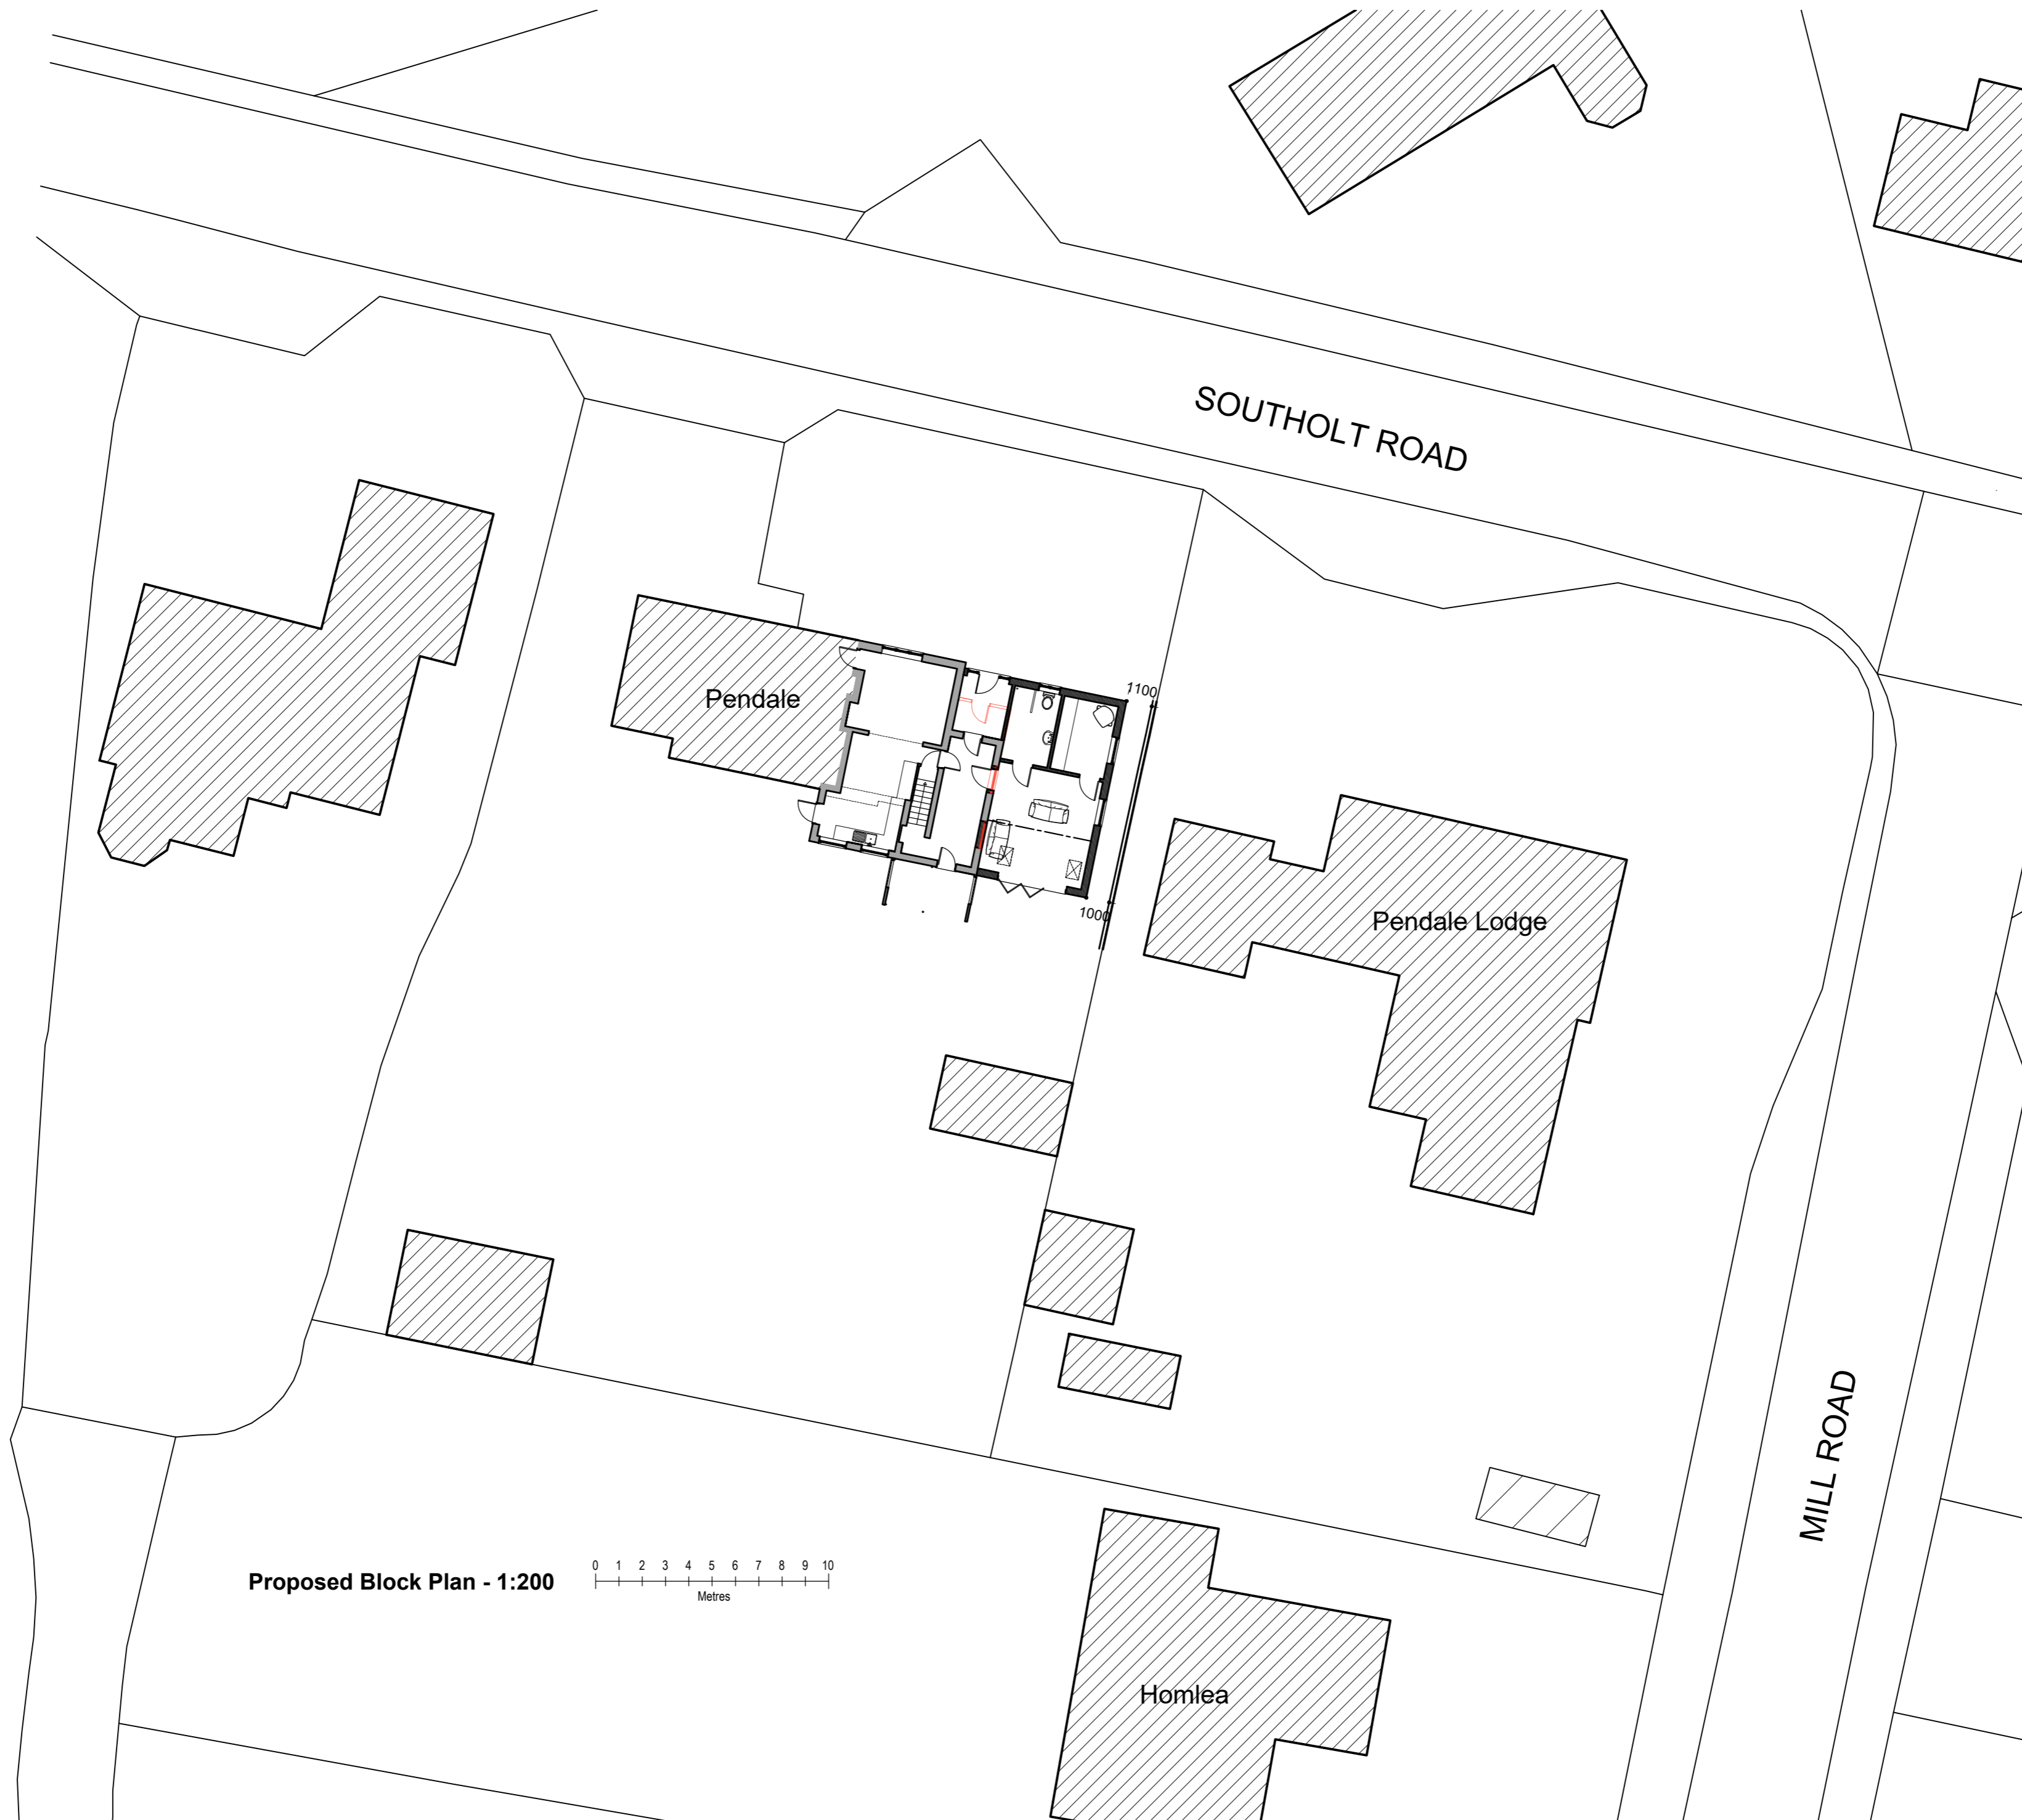 SOUTHOLT ROAD
Pendale
1100
1000
Pendale Lodge
MILL ROAD
Proposed Block Plan - 1:200
0 1 2 3 4 5 6 7 8 9 10
Metres
Homlea